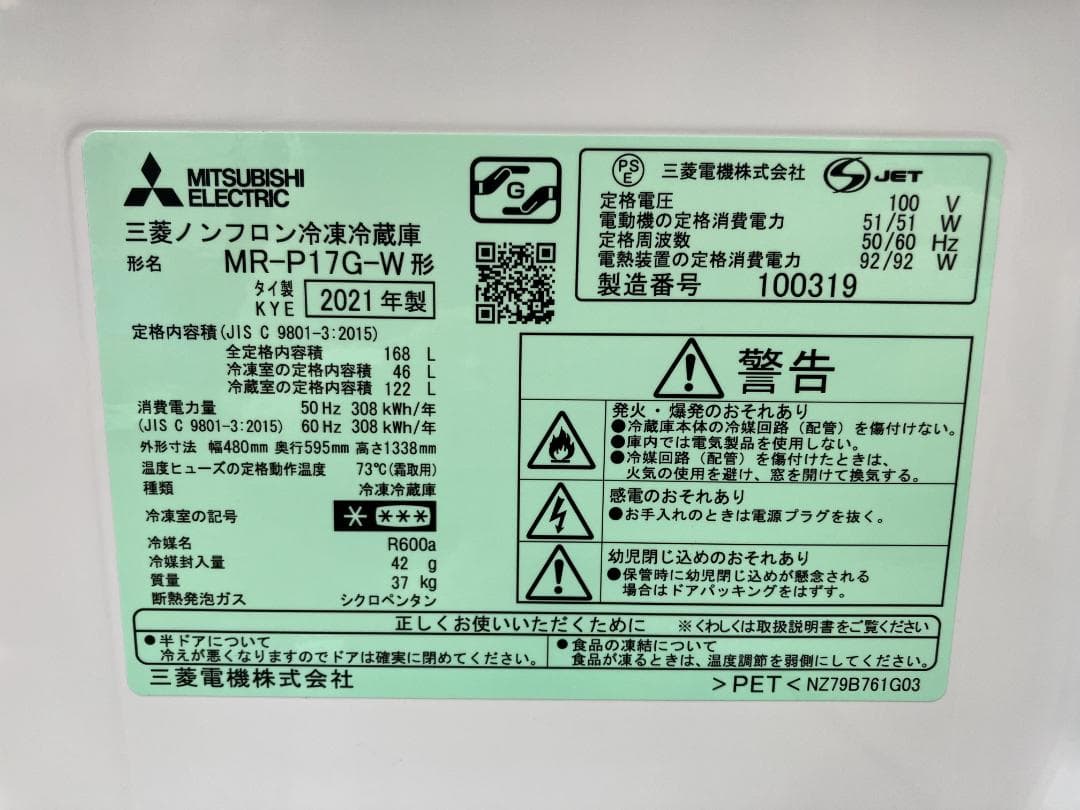 MITSUBISHI
ELECTRIC
三菱ノンフロン冷凍冷蔵庫
形名 MR-P17G-W形
タイ製
KYE 2021年製
G
PS
E 三菱電機株式会社 S JET
定格電圧 100 V
電動機の定格消費電力 51/51 W
定格周波数 50/60 Hz
電熱装置の定格消費電力 92/92 W
製造番号 100319
定格内容積(JIS C 9801-3:2015)
全定格内容積 168 L
冷凍室の定格内容積 46 L
冷蔵室の定格内容積 122 L
消費電力量 50 Hz 308 kWh/年
(JIS C 9801-3:2015) 60 Hz 308 kWh/年
外形寸法 幅480mm 奥行595mm 高さ1338mm
温度ヒューズの定格動作温度 73℃(霜取用)
種類 冷凍冷蔵庫
冷凍室の記号 * ***
冷媒名 R600a
冷媒封入量 42 g
質量 37 kg
断熱発泡ガス シクロペンタン
警告
発火・爆発のおそれあり
●冷蔵庫本体の冷媒回路(配管)を傷付けない。
●庫内では電気製品を使用しない。
●冷媒回路(配管)を傷付けたときは、
火気の使用を避け、窓を開けて換気する。
感電のおそれあり
●お手入れのときは電源プラグを抜く。
幼児閉じ込めのおそれあり
●保管時に幼児閉じ込めが懸念される
場合はドアパッキングをはずす。
正しくお使いいただくために ※くわしくは取扱説明書をご覧ください
●半ドアについて
冷えが悪くなりますのでドアは確実に閉めてください。
●食品の凍結について
食品が凍るときは、温度調節を弱側にしてください。
三菱電機株式会社
>PET< NZ79B761G03